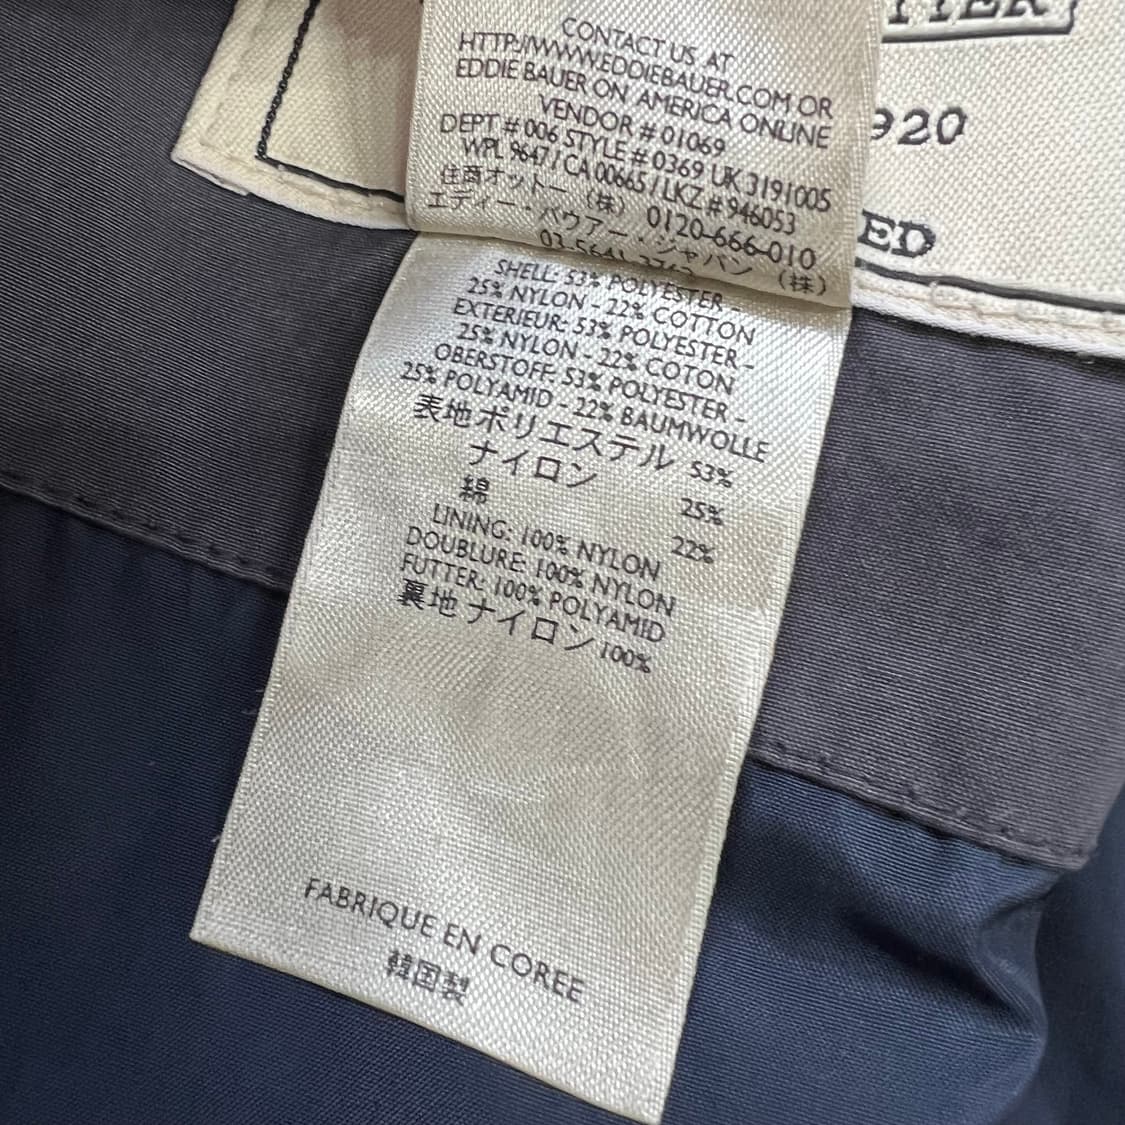 CONTACT US AT
HTTP://WWW.EDDIEBAUER.COM OR
EDDIE BAUER ON AMERICA ONLINE
VENDOR # 01069
DEPT # 006 STYLE # 0369 UK 3191005
WPL 9647 / CA 00665 / LKZ # 946053
住商オットー（株） 0120-666-010
エディー・バウアー・ジャパン （株）
SHELL: 53% POLYESTER -
25% NYLON - 22% COTTON
EXTERIEUR: 53% POLYESTER -
25% NYLON - 22% COTON
OBERSTOFF: 53% POLYESTER -
25% POLYAMID - 22% BAUMWOLLE
表地 ポリエステル 53%
ナイロン 25%
綿 22%
LINING: 100% NYLON
DOUBLURE: 100% NYLON
FUTTER: 100% POLYAMID
裏地 ナイロン 100%
FABRIQUE EN COREE
韓国製
920
ED